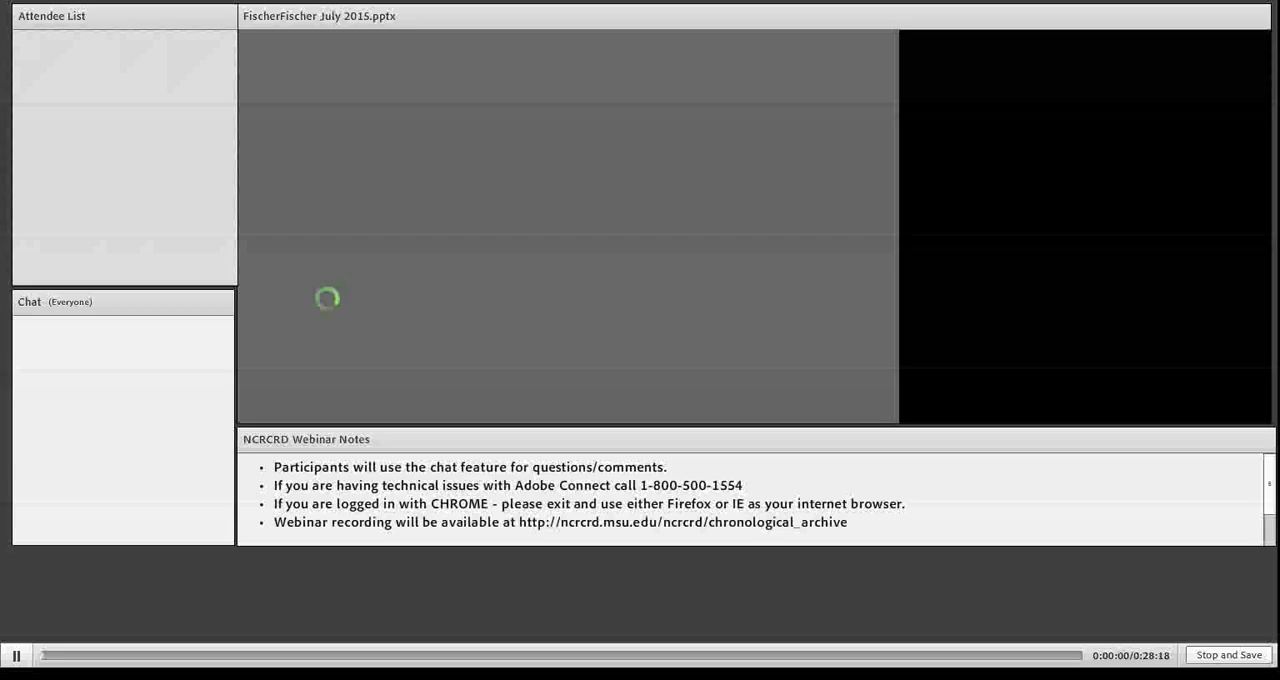 Attendee List
FischerFischer July 2015.pptx
Chat (Everyone)
NCRCRD Webinar Notes
• Participants will use the chat feature for questions/comments.
• If you are having technical issues with Adobe Connect call 1-800-500-1554
• If you are logged in with CHROME - please exit and use either Firefox or IE as your internet browser.
• Webinar recording will be available at http://ncrcrd.msu.edu/ncrcrd/chronological_archive
0:00:00/0:28:18
Stop and Save